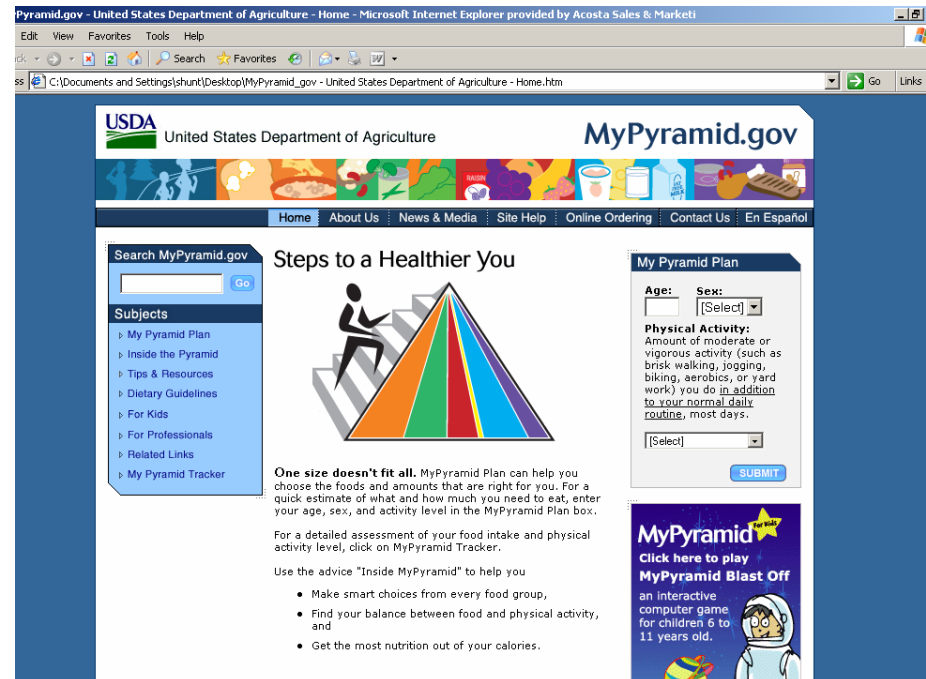 Pyramid.gov - United States Department of Agriculture - Home - Microsoft Internet Explorer provided by Acosta Sales & Marketi
Edit View Favorites Tools Help
Search Favorites
C:\Documents and Settings\shunt\Desktop\MyPyramid_gov - United States Department of Agriculture - Home.htm Go Links
USDA United States Department of Agriculture
MyPyramid.gov
RAISIN
FAT FREE MILK
Home About Us News & Media Site Help Online Ordering Contact Us En Español
Search MyPyramid.gov
Go
Subjects
My Pyramid Plan
Inside the Pyramid
Tips & Resources
Dietary Guidelines
For Kids
For Professionals
Related Links
My Pyramid Tracker
Steps to a Healthier You
One size doesn't fit all. MyPyramid Plan can help you
choose the foods and amounts that are right for you. For a
quick estimate of what and how much you need to eat, enter
your age, sex, and activity level in the MyPyramid Plan box.
For a detailed assessment of your food intake and physical
activity level, click on MyPyramid Tracker.
Use the advice "Inside MyPyramid" to help you
• Make smart choices from every food group,
• Find your balance between food and physical activity,
and
• Get the most nutrition out of your calories.
My Pyramid Plan
Age: Sex:
[Select]
Physical Activity:
Amount of moderate or
vigorous activity (such as
brisk walking, jogging,
biking, aerobics, or yard
work) you do in addition
to your normal daily
routine, most days.
[Select]
SUBMIT
MyPyramid For Kids
Click here to play
MyPyramid Blast Off
an interactive
computer game
for children 6 to
11 years old.